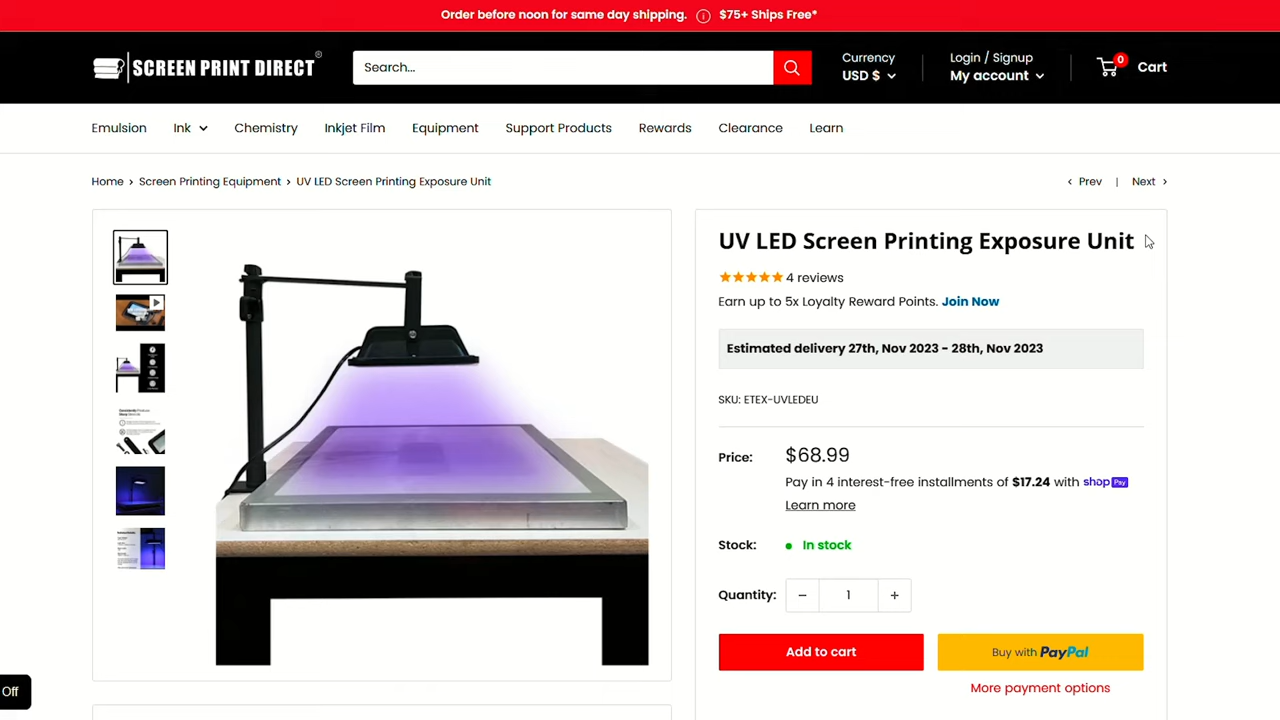 Order before noon for same day shipping. $75+ Ships Free*
SCREEN PRINT DIRECT®
Search...
Currency
USD $
Login / Signup
My account
0
Cart
Emulsion
Ink
Chemistry
Inkjet Film
Equipment
Support Products
Rewards
Clearance
Learn
Home › Screen Printing Equipment › UV LED Screen Printing Exposure Unit
‹ Prev | Next ›
UV LED Screen Printing Exposure Unit
4 reviews
Earn up to 5x Loyalty Reward Points. Join Now
Estimated delivery 27th, Nov 2023 - 28th, Nov 2023
SKU: ETEX-UVLEDEU
Price: $68.99
Pay in 4 interest-free installments of $17.24 with shop Pay
Learn more
Stock: In stock
Quantity: − 1 +
Add to cart
Buy with PayPal
More payment options
Off